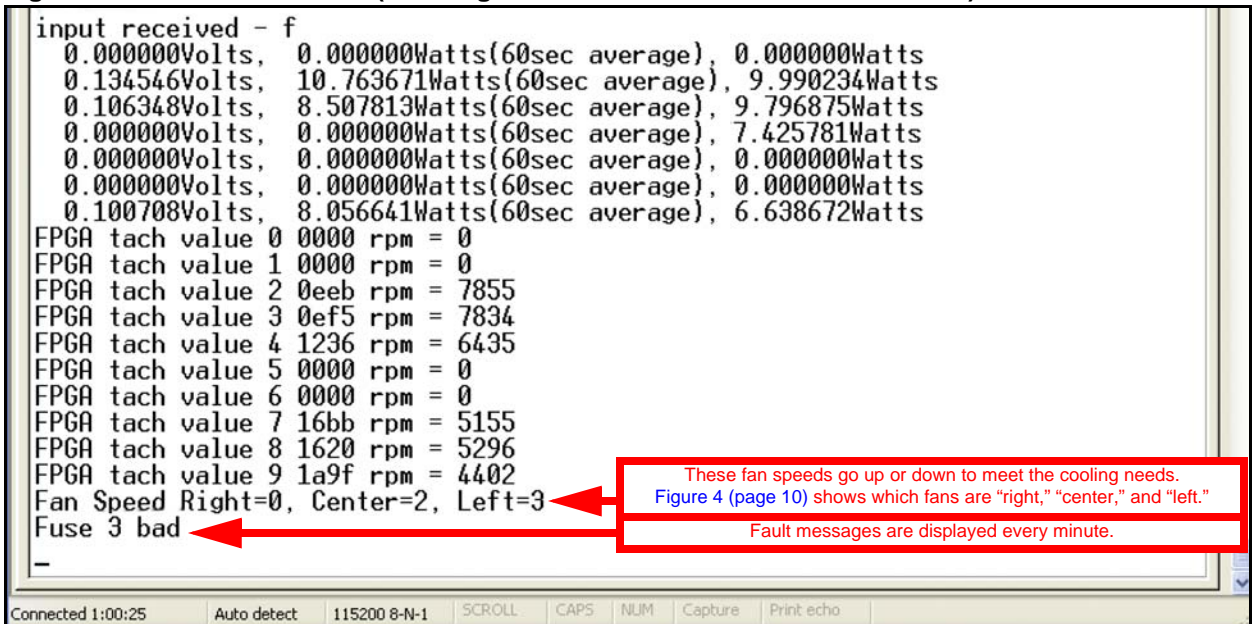 input received - f
0.000000Volts, 0.000000Watts(60sec average), 0.000000Watts
0.134546Volts, 10.763671Watts(60sec average), 9.990234Watts
0.106348Volts, 8.507813Watts(60sec average), 9.796875Watts
0.000000Volts, 0.000000Watts(60sec average), 7.425781Watts
0.000000Volts, 0.000000Watts(60sec average), 0.000000Watts
0.000000Volts, 0.000000Watts(60sec average), 0.000000Watts
0.100708Volts, 8.056641Watts(60sec average), 6.638672Watts
FPGA tach value 0 0000 rpm = 0
FPGA tach value 1 0000 rpm = 0
FPGA tach value 2 0eeb rpm = 7855
FPGA tach value 3 0ef5 rpm = 7834
FPGA tach value 4 1236 rpm = 6435
FPGA tach value 5 0000 rpm = 0
FPGA tach value 6 0000 rpm = 0
FPGA tach value 7 16bb rpm = 5155
FPGA tach value 8 1620 rpm = 5296
FPGA tach value 9 1a9f rpm = 4402
Fan Speed Right=0, Center=2, Left=3
These fan speeds go up or down to meet the cooling needs.
Figure 4 (page 10) shows which fans are “right,” “center,” and “left.”
Fuse 3 bad
Fault messages are displayed every minute.
Connected 1:00:25 Auto detect 115200 8-N-1 SCROLL CAPS NUM Capture Print echo